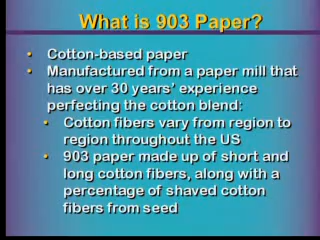 What is 903 Paper?
• Cotton-based paper
• Manufactured from a paper mill that
has over 30 years' experience
perfecting the cotton blend:
• Cotton fibers vary from region to
region throughout the US
• 903 paper made up of short and
long cotton fibers, along with a
percentage of shaved cotton
fibers from seed